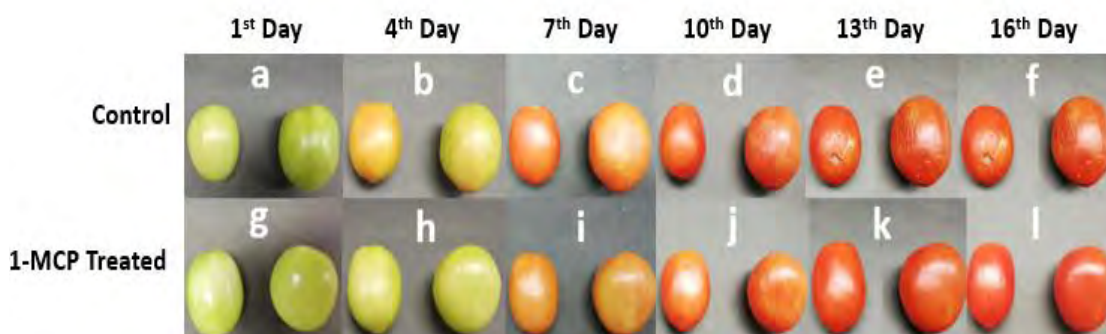 1st Day 4th Day 7th Day 10th Day 13th Day 16th Day
Control
a b c d e f
1-MCP Treated
g h i j k l